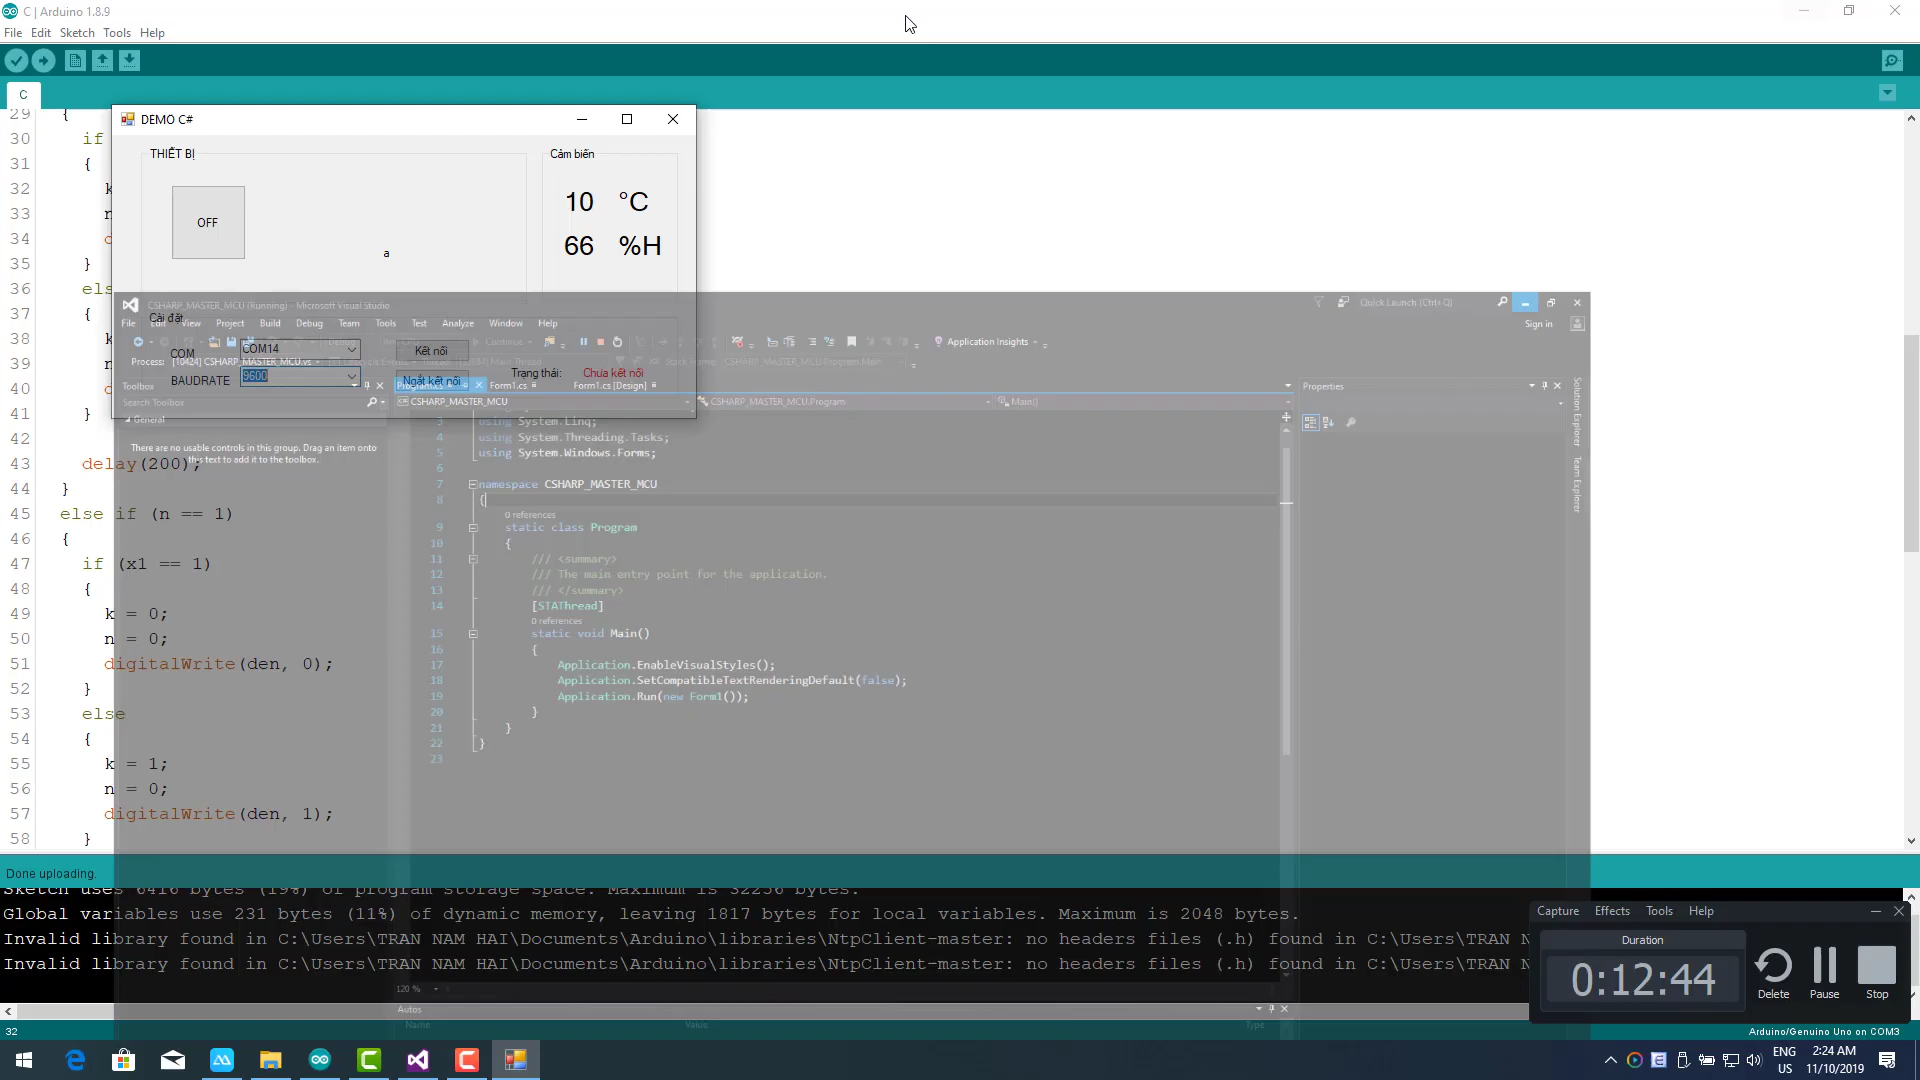 C | Arduino 1.8.9
File Edit Sketch Tools Help
C
29 {
30 if
31 {
32
33
34
35 }
36
37 {
38
39
40
41 }
42
43 delay(200);
44 }
45 else if (n == 1)
46 {
47 if (x1 == 1)
48 {
49 k = 0;
50 n = 0;
51 digitalWrite(den, 0);
52 }
53 else
54 {
55 k = 1;
56 n = 0;
57 digitalWrite(den, 1);
58 }
DEMO C#
THIẾT BỊ
OFF
a
Cảm biến
10 °C
66 %H
Cài đặt
COM COM14
BAUDRATE 9600
Kết nối
Ngắt kết nối
Trạng thái: Chưa kết nối
CSHARP_MASTER_MCU (Running) - Microsoft Visual Studio
Quick Launch (Ctrl+Q)
File Edit View Project Build Debug Team Tools Test Analyze Window Help
Sign in
Continue
Application Insights
Process: [10424] CSHARP_MASTER_MCU.vs
Toolbox
Search Toolbox
General
There are no usable controls in this group. Drag an item onto this text to add it to the toolbox.
Program.cs Form1.cs Form1.cs [Design]
CSHARP_MASTER_MCU CSHARP_MASTER_MCU.Program Main()
Properties
Solution Explorer
Team Explorer
3 using System.Linq;
4 using System.Threading.Tasks;
5 using System.Windows.Forms;
6
7 namespace CSHARP_MASTER_MCU
8 {
0 references
9 static class Program
10 {
11 /// <summary>
12 /// The main entry point for the application.
13 /// </summary>
14 [STAThread]
0 references
15 static void Main()
16 {
17 Application.EnableVisualStyles();
18 Application.SetCompatibleTextRenderingDefault(false);
19 Application.Run(new Form1());
20 }
21 }
22 }
23
120 %
Autos
Name Value Type
Done uploading.
Sketch uses 6416 bytes (19%) of program storage space. Maximum is 32256 bytes.
Global variables use 231 bytes (11%) of dynamic memory, leaving 1817 bytes for local variables. Maximum is 2048 bytes.
Invalid library found in C:\Users\TRAN NAM HAI\Documents\Arduino\libraries\NtpClient-master: no headers files (.h) found in C:\Users\TRAN N
Invalid library found in C:\Users\TRAN NAM HAI\Documents\Arduino\libraries\NtpClient-master: no headers files (.h) found in C:\Users\TRAN N
Capture Effects Tools Help
Duration
0:12:44
Delete Pause Stop
32
Arduino/Genuino Uno on COM3
ENG
US
2:24 AM
11/10/2019